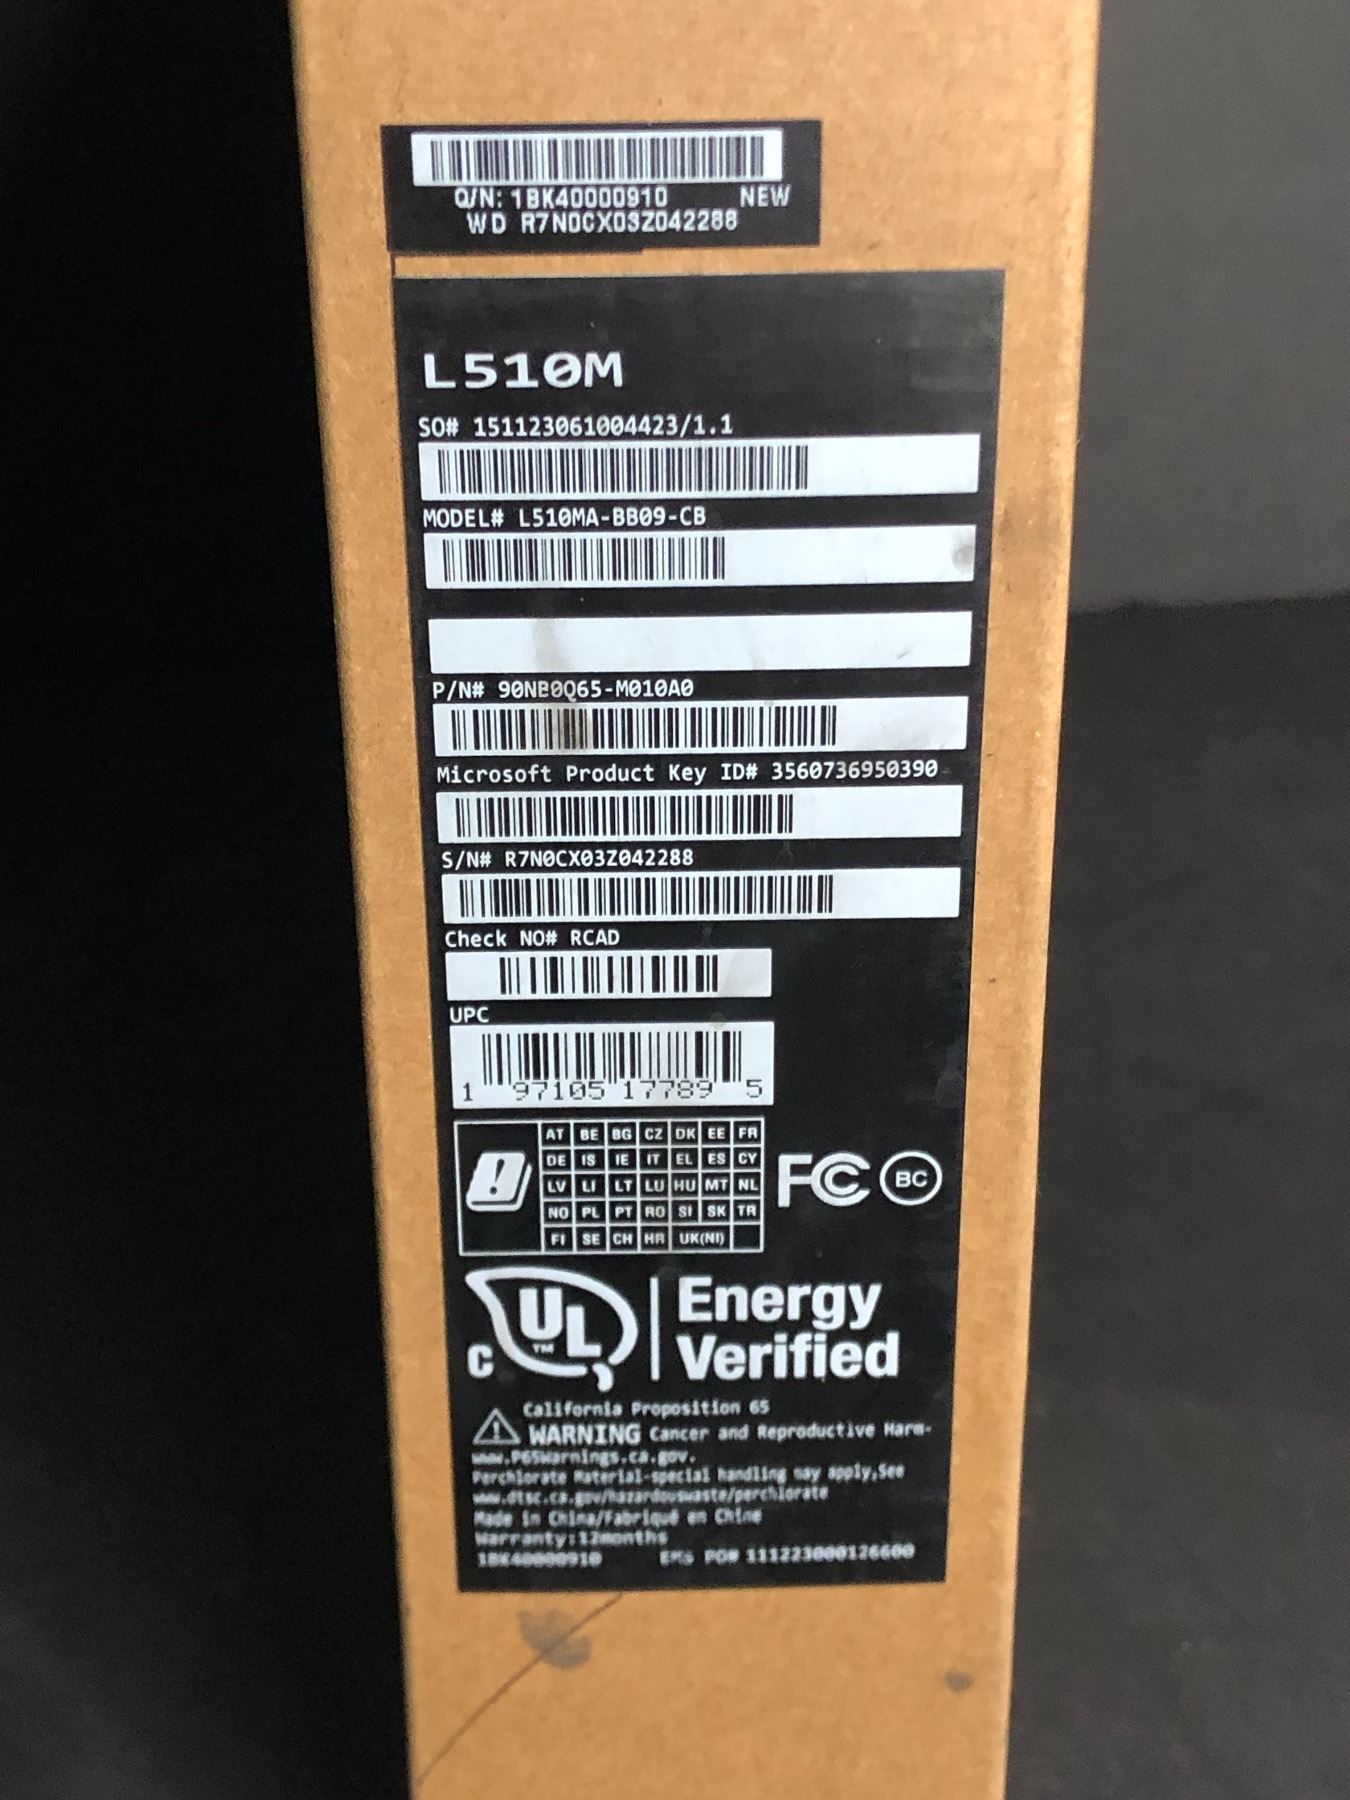 Q/N: 1BK40000910 NEW
WD R7N0CX03Z042288
L510M
SO# 151123061004423/1.1
MODEL# L510MA-BB09-CB
P/N# 90NB0Q65-M010A0
Microsoft Product Key ID# 3560736950390
S/N# R7N0CX03Z042288
Check NO# RCAD
UPC
1 97105 17789 5
! AT BE BG CZ DK EE FR
DE IS IE IT EL ES CY
LV LI LT LU HU MT NL
NO PL PT RO SI SK TR
FI SE CH HR UK(NI)
FC BC
C UL™ Energy
Verified
California Proposition 65
WARNING Cancer and Reproductive Harm-
www.P65Warnings.ca.gov.
Perchlorate Material-special handling may apply,See
www.dtsc.ca.gov/hazardouswaste/perchlorate
Made in China/Fabriqué en Chine
Warranty:12months
1BK40000910 EMS PO# 111223000126600